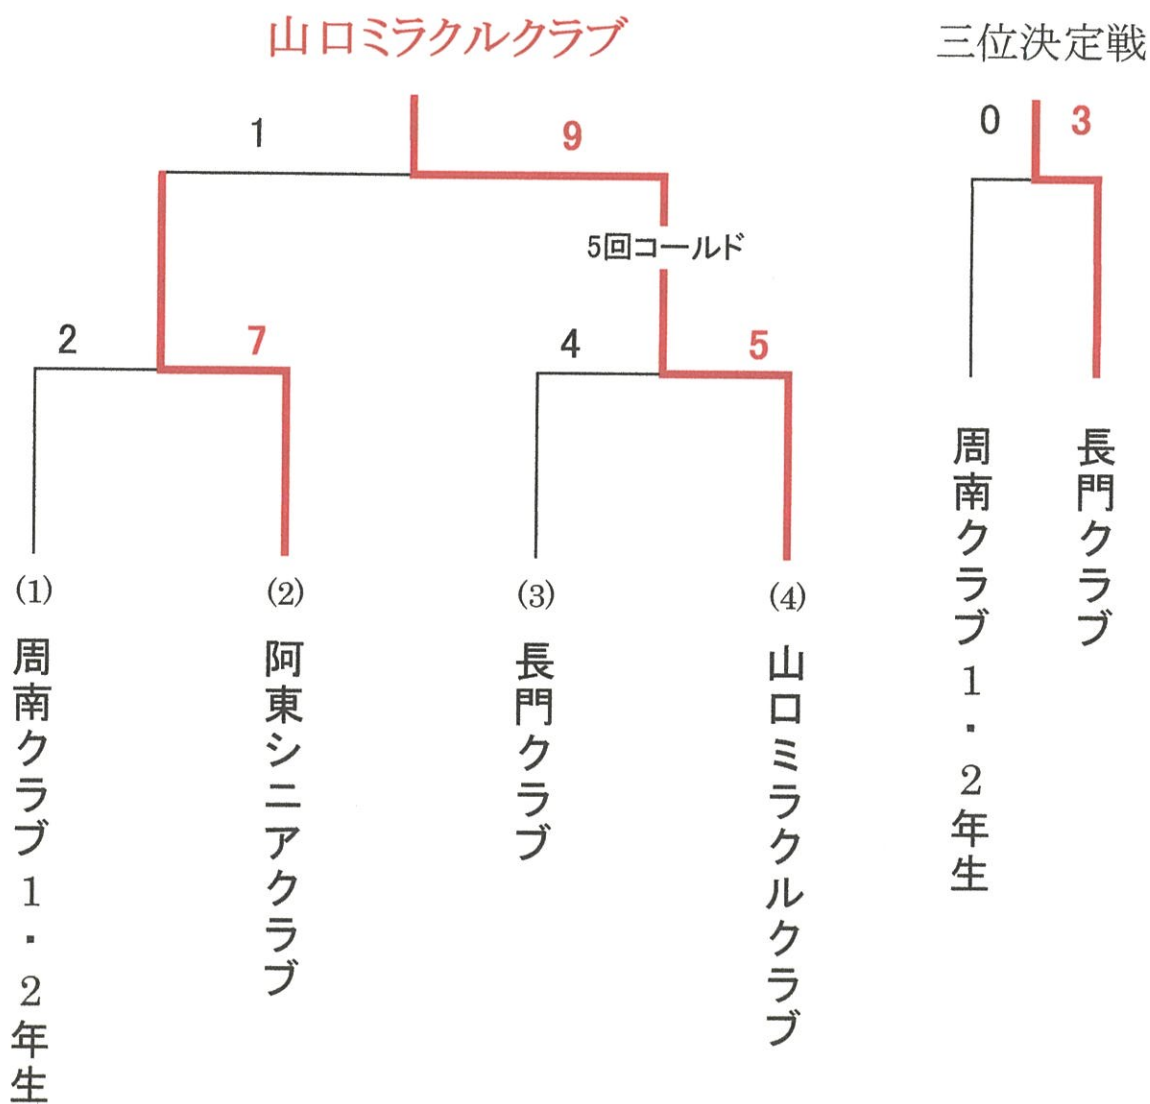 山口ミラクルクラブ
三位決定戦
1
9
0
3
5回コールド
2
7
4
5
(1)
(2)
(3)
(4)
周南クラブ1・2年生
阿東シニアクラブ
長門クラブ
山口ミラクルクラブ
周南クラブ1・2年生
長門クラブ